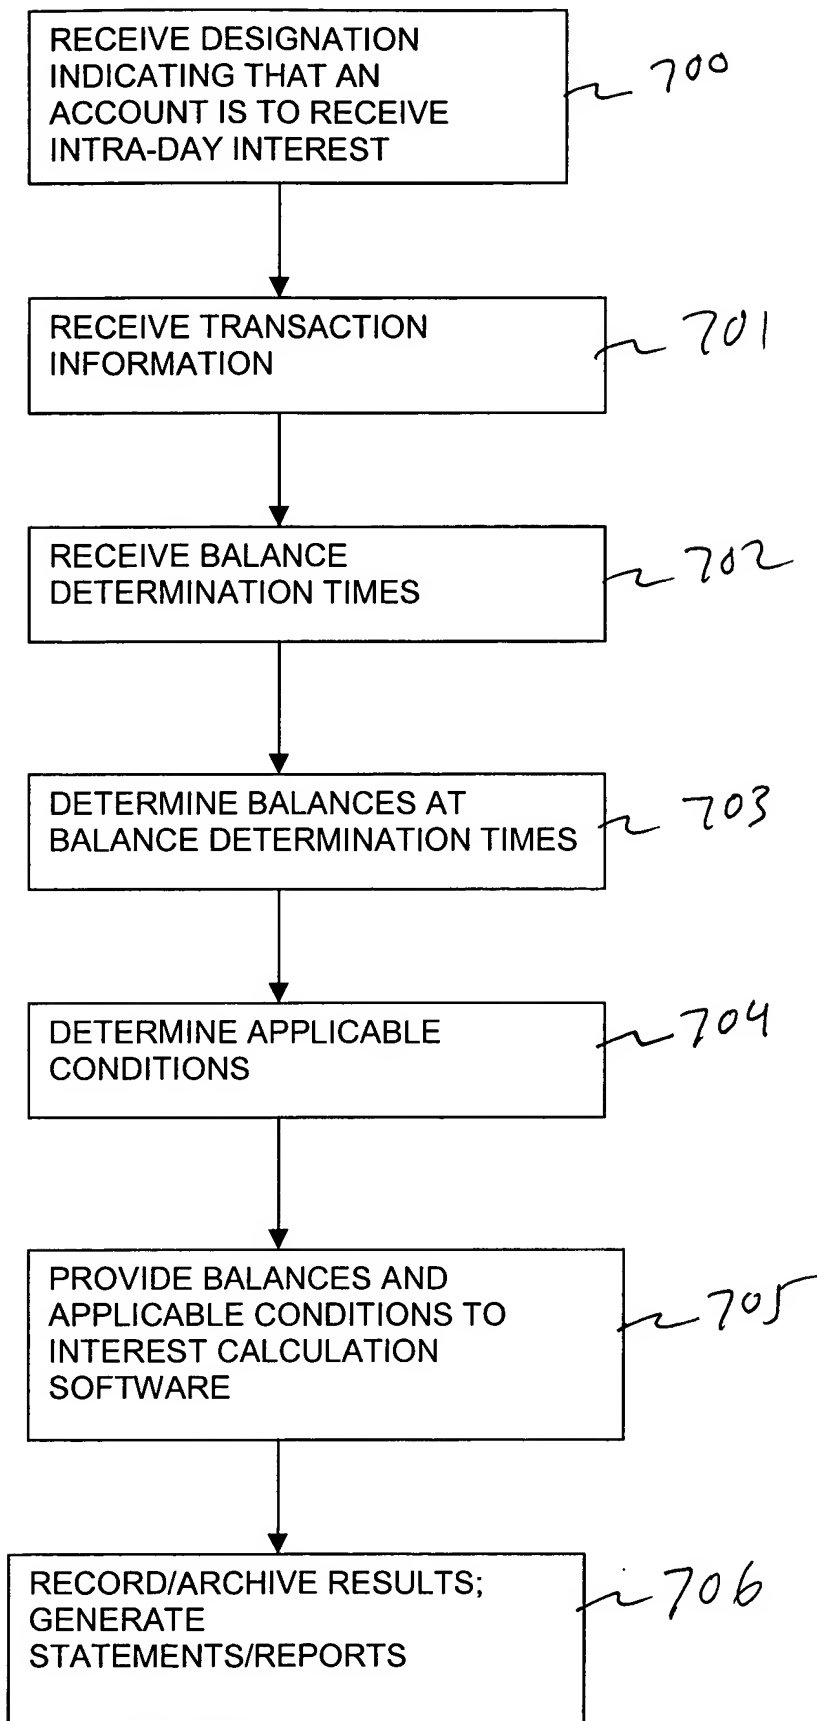 RECEIVE DESIGNATION
INDICATING THAT AN
ACCOUNT IS TO RECEIVE
INTRA-DAY INTEREST
700
RECEIVE TRANSACTION
INFORMATION
701
RECEIVE BALANCE
DETERMINATION TIMES
702
DETERMINE BALANCES AT
BALANCE DETERMINATION TIMES
703
DETERMINE APPLICABLE
CONDITIONS
704
PROVIDE BALANCES AND
APPLICABLE CONDITIONS TO
INTEREST CALCULATION
SOFTWARE
705
RECORD/ARCHIVE RESULTS;
GENERATE
STATEMENTS/REPORTS
706